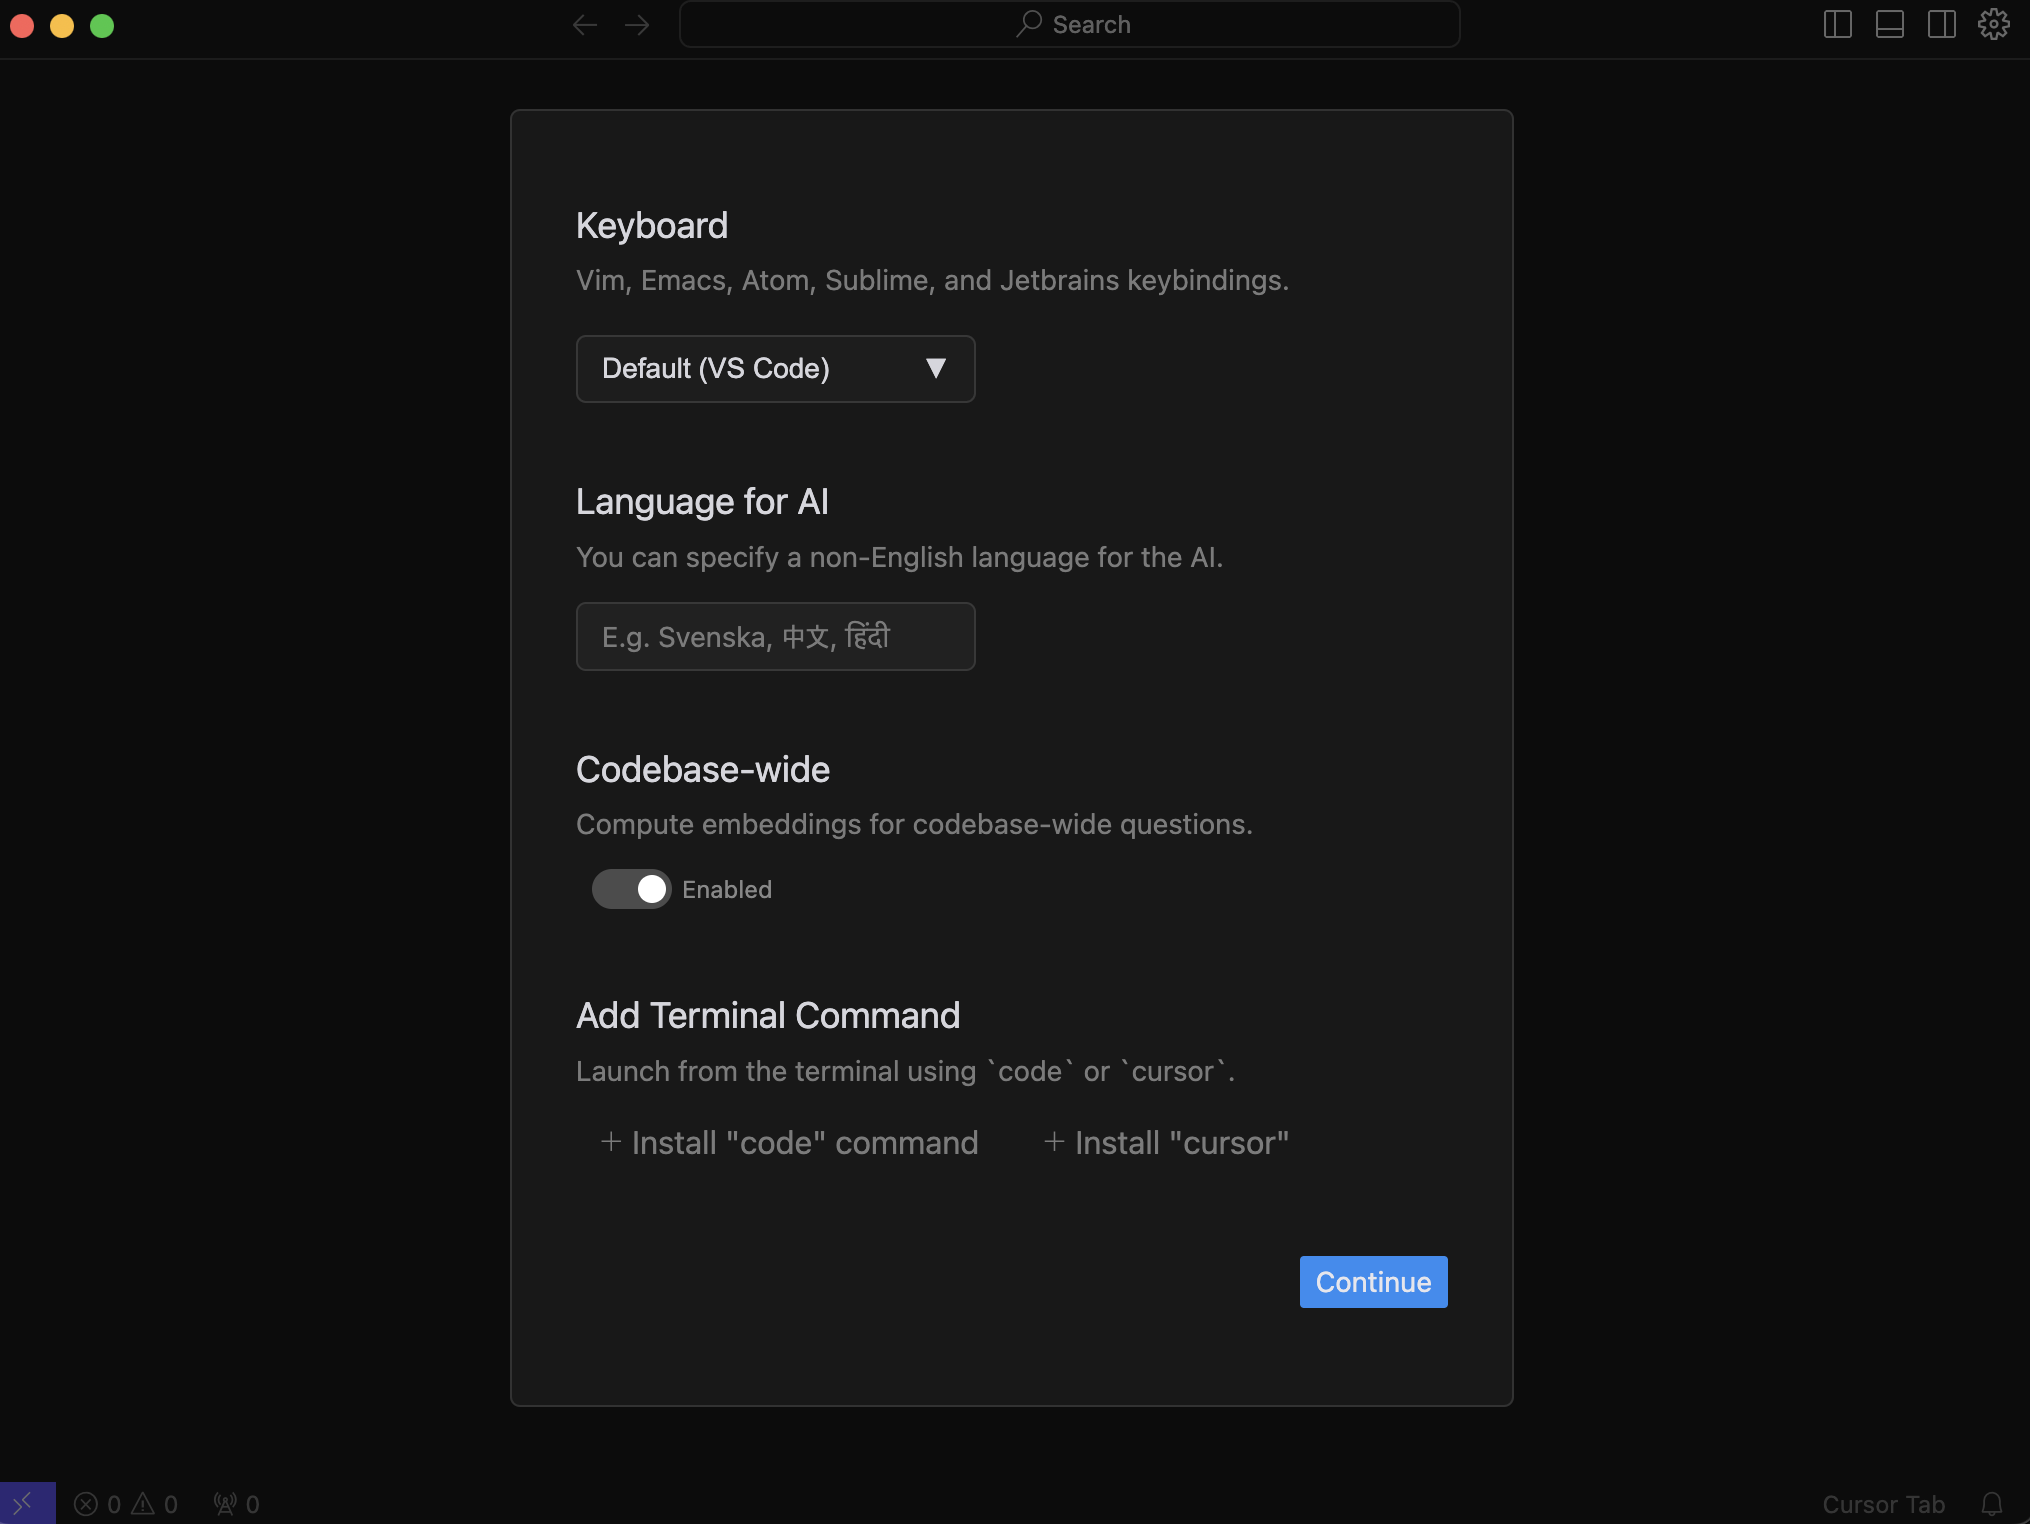 Search
Keyboard
Vim, Emacs, Atom, Sublime, and Jetbrains keybindings.
Default (VS Code)
Language for AI
You can specify a non-English language for the AI.
E.g. Svenska, 中文, हिंदी
Codebase-wide
Compute embeddings for codebase-wide questions.
Enabled
Add Terminal Command
Launch from the terminal using `code` or `cursor`.
+ Install "code" command + Install "cursor"
Continue
0 0 0 Cursor Tab